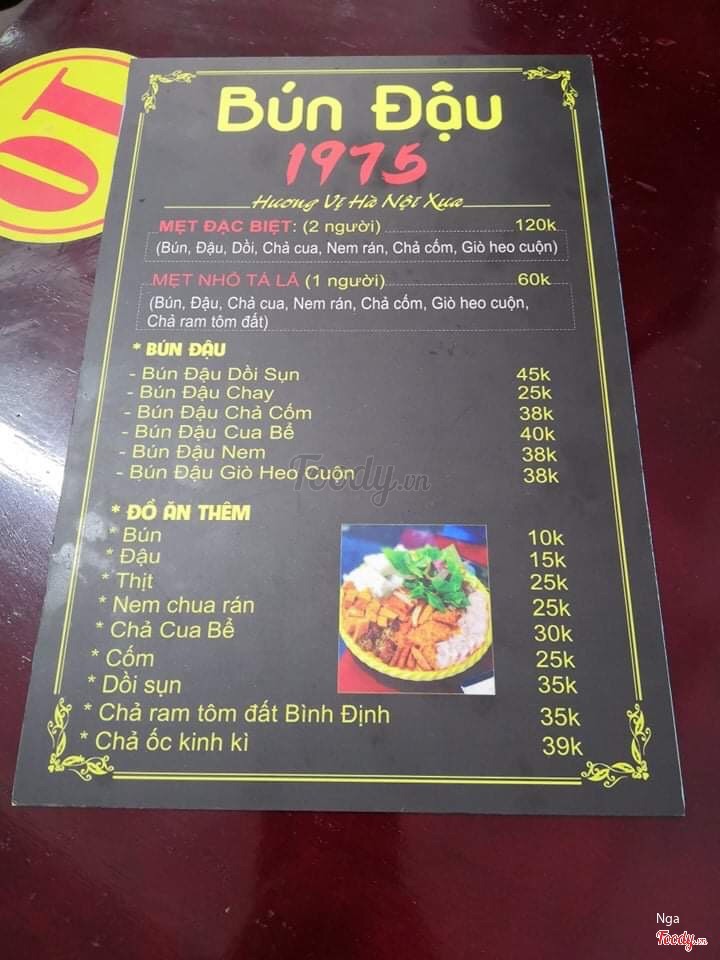 10
Bún Đậu
1975
Hương Vị Hà Nội Xưa
MẸT ĐẶC BIỆT: (2 người) 120k
(Bún, Đậu, Dồi, Chả cua, Nem rán, Chả cốm, Giò heo cuộn)
MẸT NHỎ TÁ LẢ (1 người) 60k
(Bún, Đậu, Chả cua, Nem rán, Chả cốm, Giò heo cuộn,
Chả ram tôm đất)
* BÚN ĐẬU
- Bún Đậu Dồi Sụn 45k
- Bún Đậu Chay 25k
- Bún Đậu Chả Cốm 38k
- Bún Đậu Cua Bể 40k
- Bún Đậu Nem 38k
- Bún Đậu Giò Heo Cuộn 38k
Foody.vn
* ĐỒ ĂN THÊM
* Bún 10k
* Đậu 15k
* Thịt 25k
* Nem chua rán 25k
* Chả Cua Bể 30k
* Cốm 25k
* Dồi sụn 35k
* Chả ram tôm đất Bình Định 35k
* Chả ốc kinh kì 39k
Nga
Foody.vn